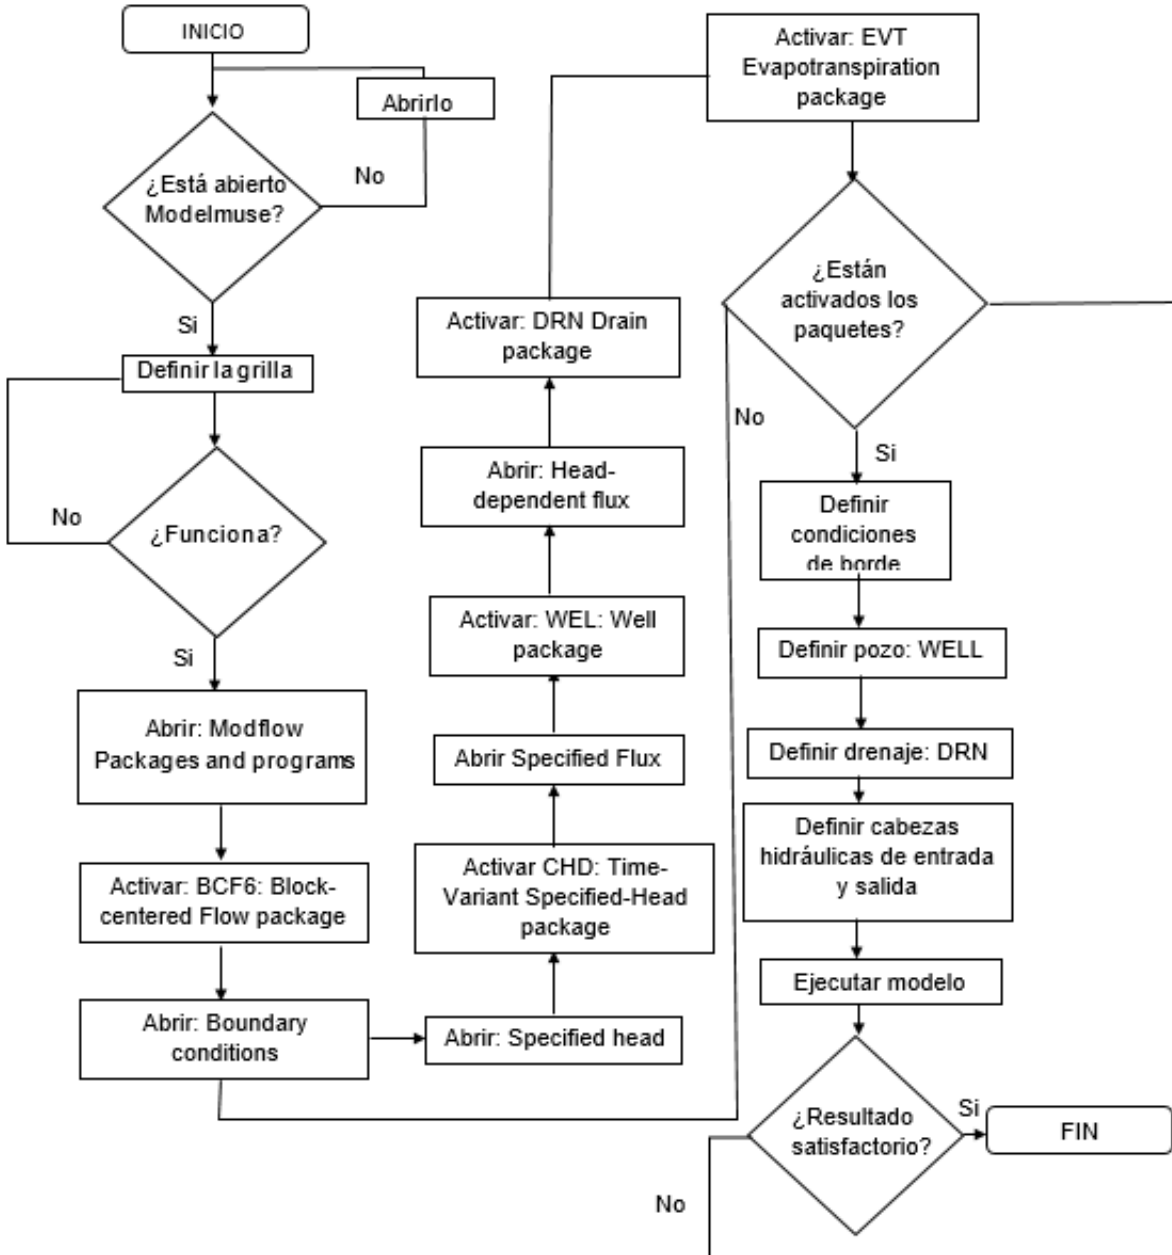 INICIO
Abrirlo
¿Está abierto
Modelmuse?
No
Si
Definir la grilla
No
¿Funciona?
Si
Abrir: Modflow
Packages and programs
Activar: BCF6: Block-
centered Flow package
Abrir: Boundary
conditions
Abrir: Specified head
Activar CHD: Time-
Variant Specified-Head
package
Abrir Specified Flux
Activar: WEL: Well
package
Abrir: Head-
dependent flux
Activar: DRN Drain
package
Activar: EVT
Evapotranspiration
package
¿Están
activados los
paquetes?
No
Si
Definir
condiciones
de borde
Definir pozo: WELL
Definir drenaje: DRN
Definir cabezas
hidráulicas de entrada
y salida
Ejecutar modelo
¿Resultado
satisfactorio?
Si
FIN
No